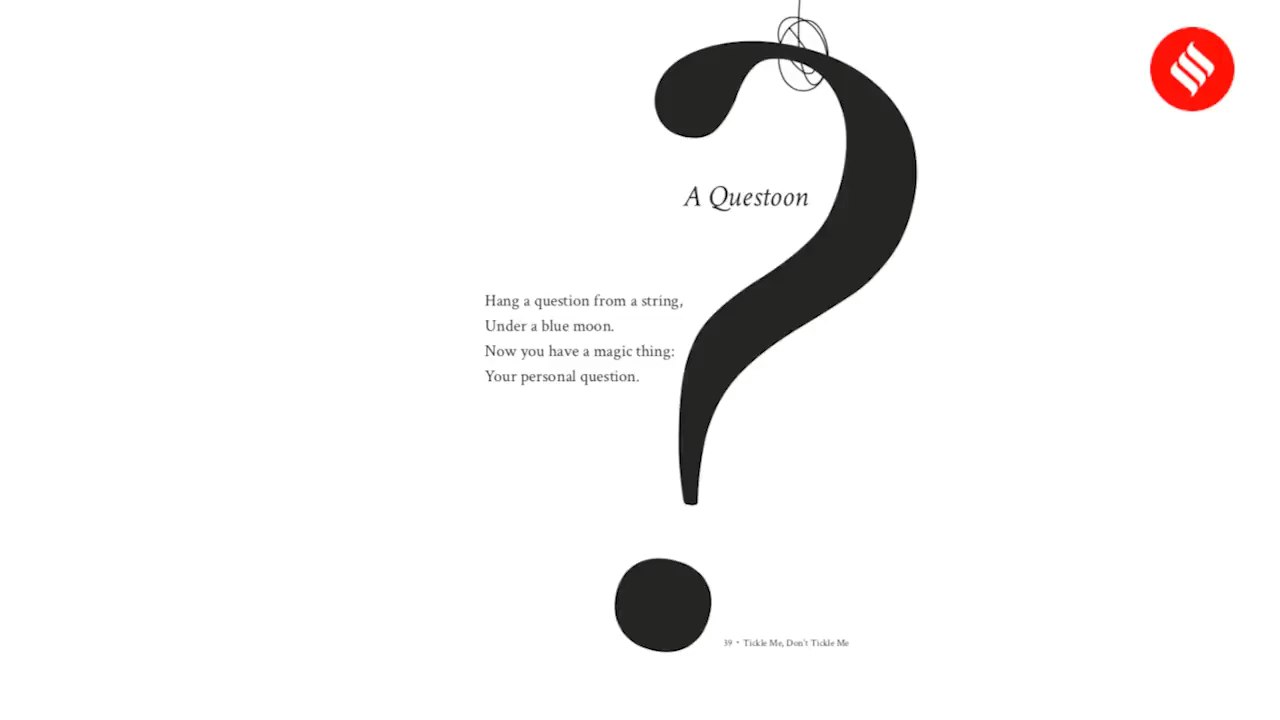 A Questoon
Hang a question from a string,
Under a blue moon.
Now you have a magic thing:
Your personal question.
39 • Tickle Me, Don't Tickle Me